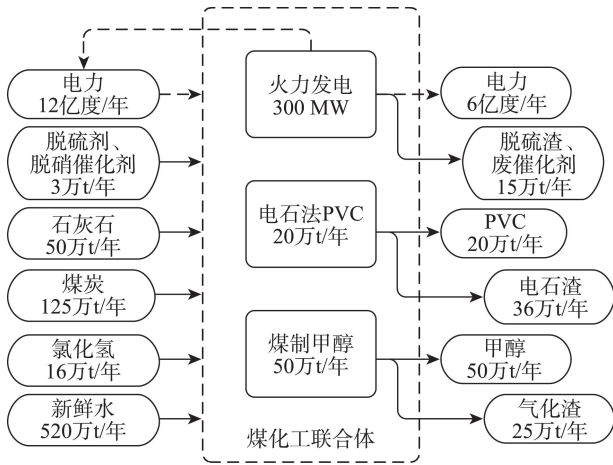 电力
12亿度/年
脱硫剂、
脱硝催化剂
3万t/年
石灰石
50万t/年
煤炭
125万t/年
氯化氢
16万t/年
新鲜水
520万t/年
火力发电
300 MW
电石法PVC
20万t/年
煤制甲醇
50万t/年
煤化工联合体
电力
6亿度/年
脱硫渣、
废催化剂
15万t/年
PVC
20万t/年
电石渣
36万t/年
甲醇
50万t/年
气化渣
25万t/年